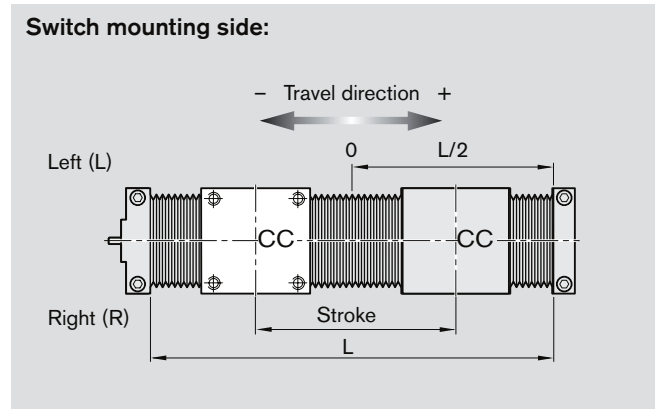 Switch mounting side:
− Travel direction +
0 L/2
Left (L)
CC CC
Right (R)
Stroke
L